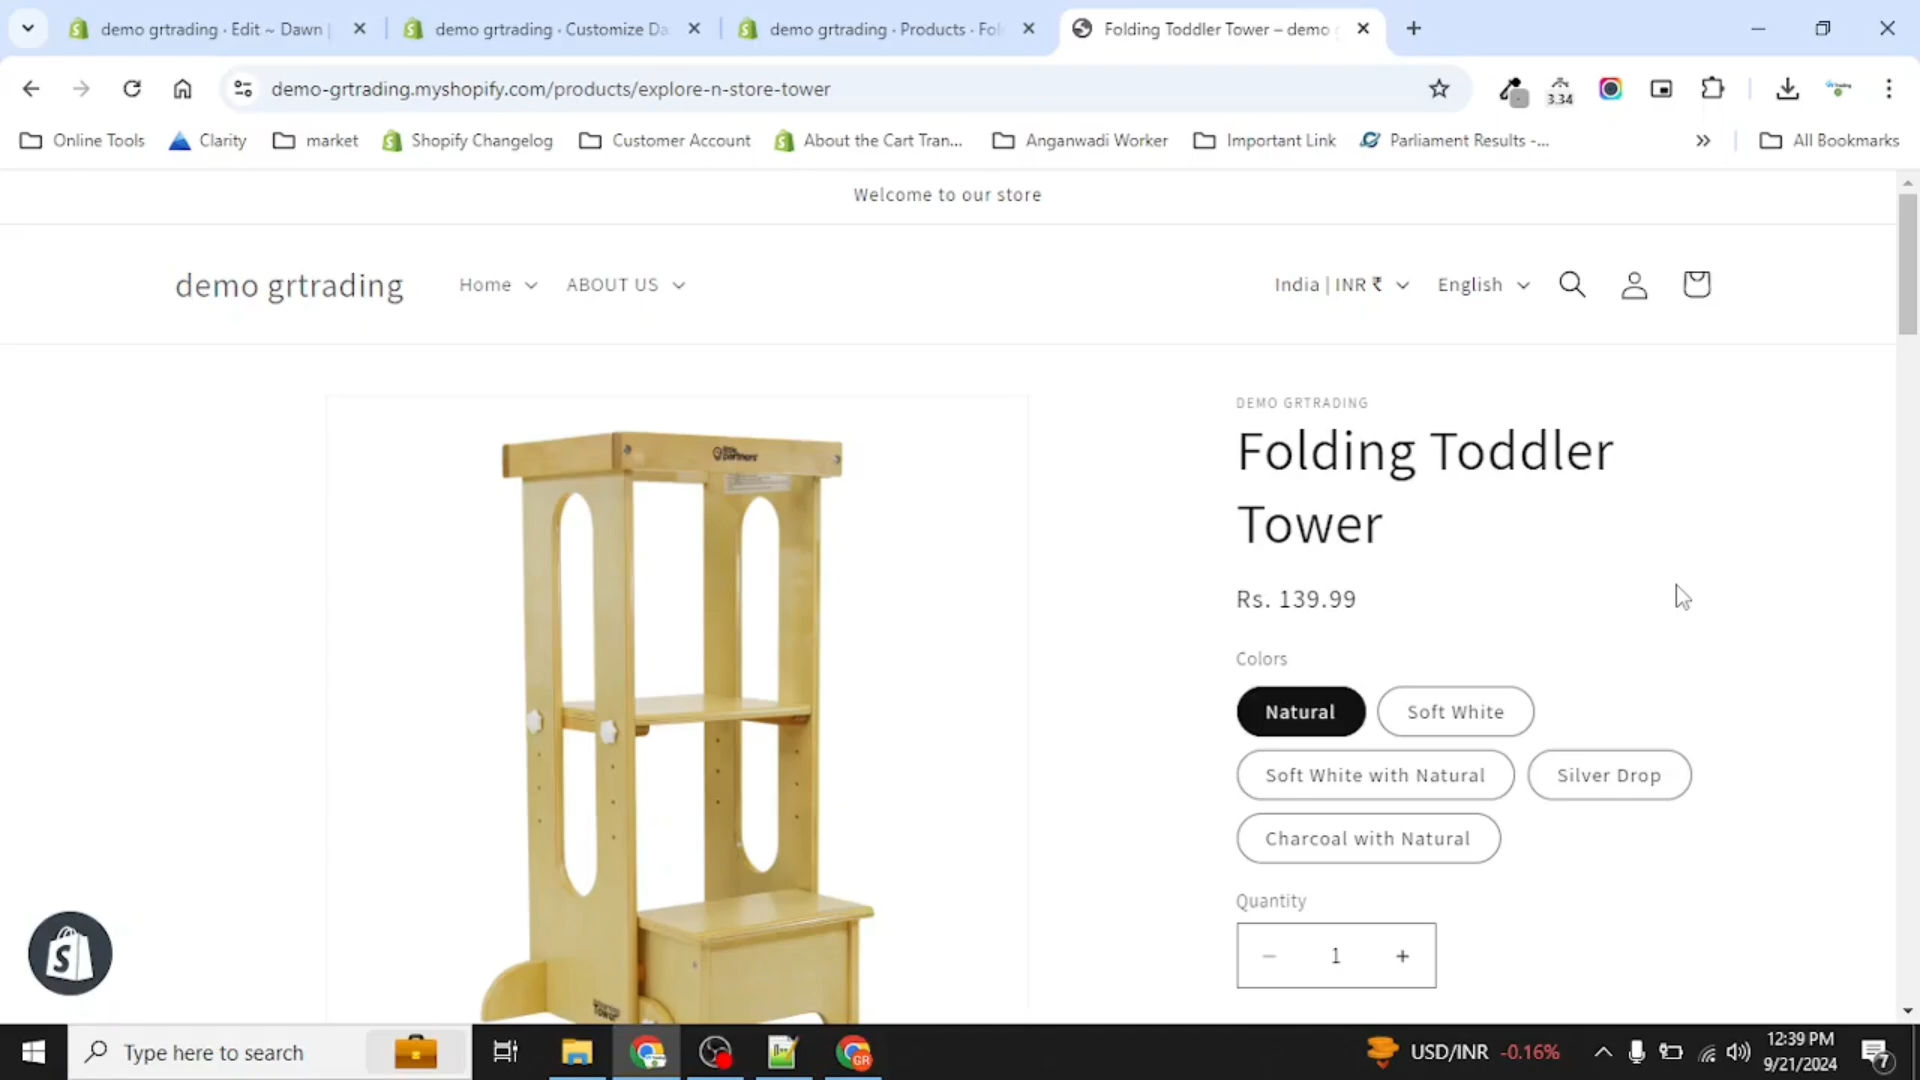 demo grtrading · Edit ~ Dawn
demo grtrading · Customize Da
demo grtrading · Products · Fol
Folding Toddler Tower – demo g
demo-grtrading.myshopify.com/products/explore-n-store-tower
3.34
Online Tools
Clarity
market
Shopify Changelog
Customer Account
About the Cart Tran...
Anganwadi Worker
Important Link
Parliament Results -...
All Bookmarks
Welcome to our store
demo grtrading
Home
ABOUT US
India | INR ₹
English
DEMO GRTRADING
Folding Toddler
Tower
Rs. 139.99
Colors
Natural
Soft White
Soft White with Natural
Silver Drop
Charcoal with Natural
Quantity
− 1 +
little partners
Type here to search
GR
USD/INR -0.16%
12:39 PM
9/21/2024
7